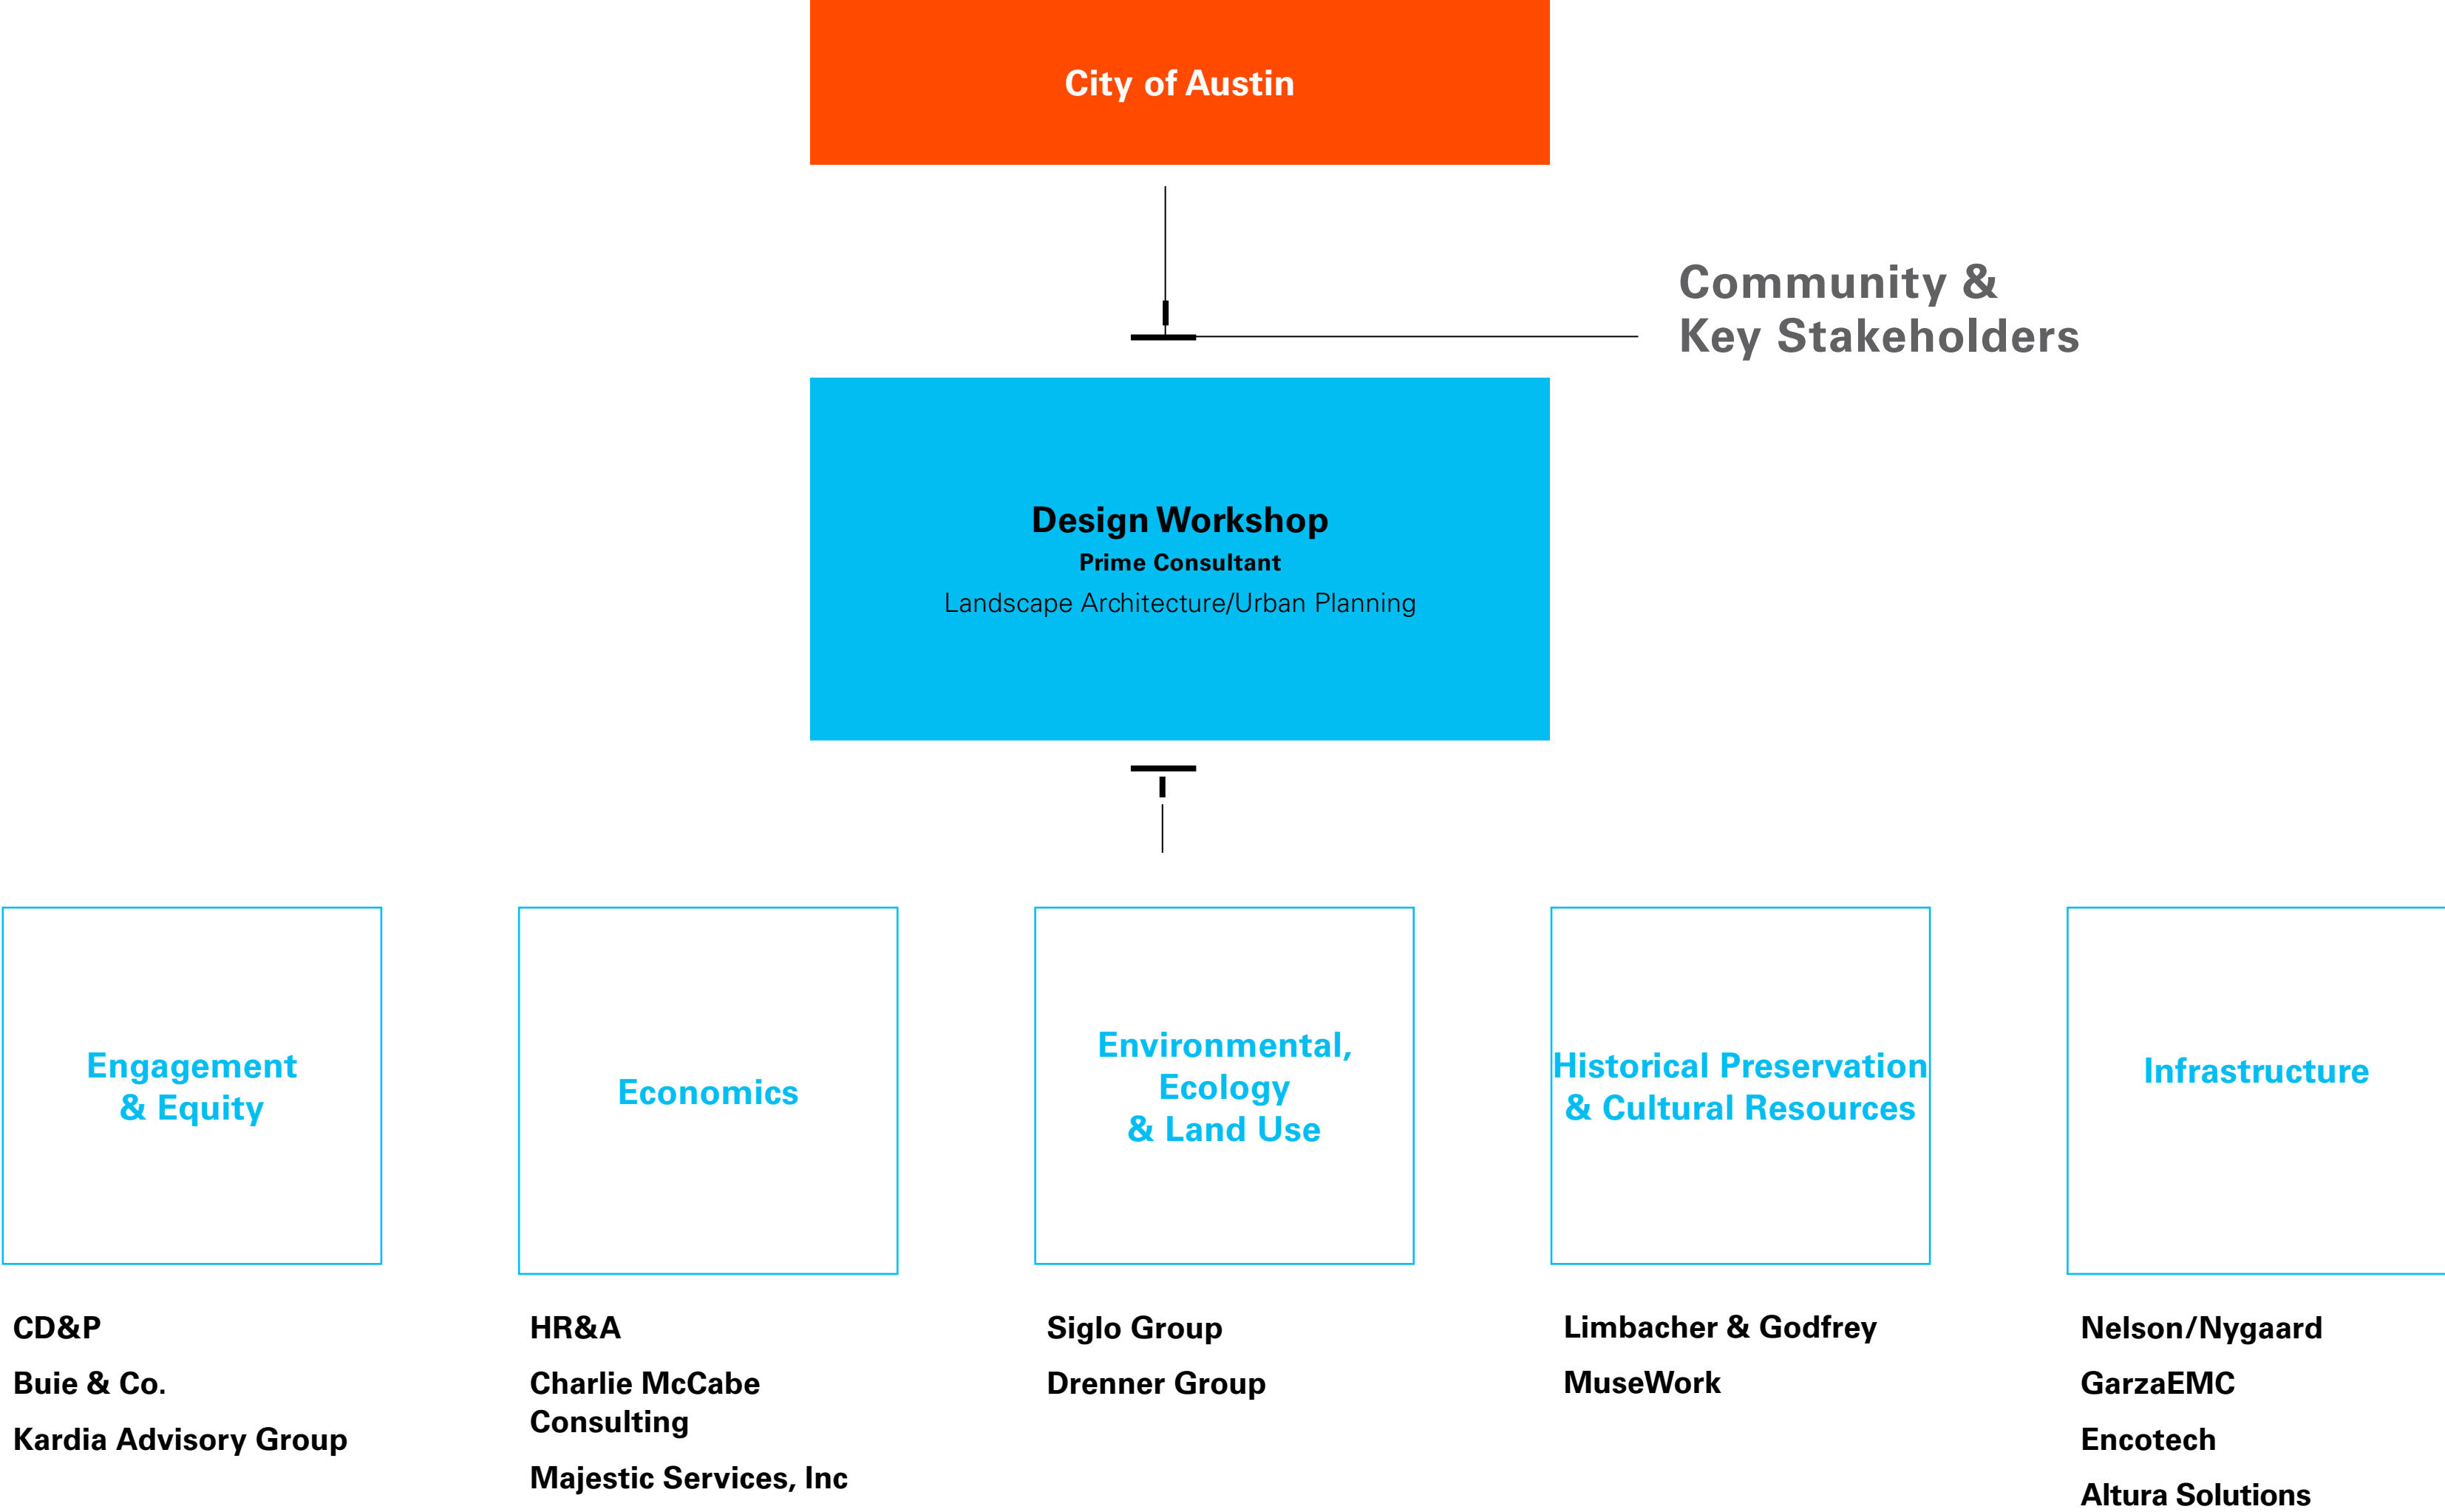 City of Austin
Community &
Key Stakeholders
Design Workshop
Prime Consultant
Landscape Architecture/Urban Planning
Engagement
& Equity
Economics
Environmental,
Ecology
& Land Use
Historical Preservation
& Cultural Resources
Infrastructure
CD&P
Buie & Co.
Kardia Advisory Group
HR&A
Charlie McCabe
Consulting
Majestic Services, Inc
Siglo Group
Drenner Group
Limbacher & Godfrey
MuseWork
Nelson/Nygaard
GarzaEMC
Encotech
Altura Solutions